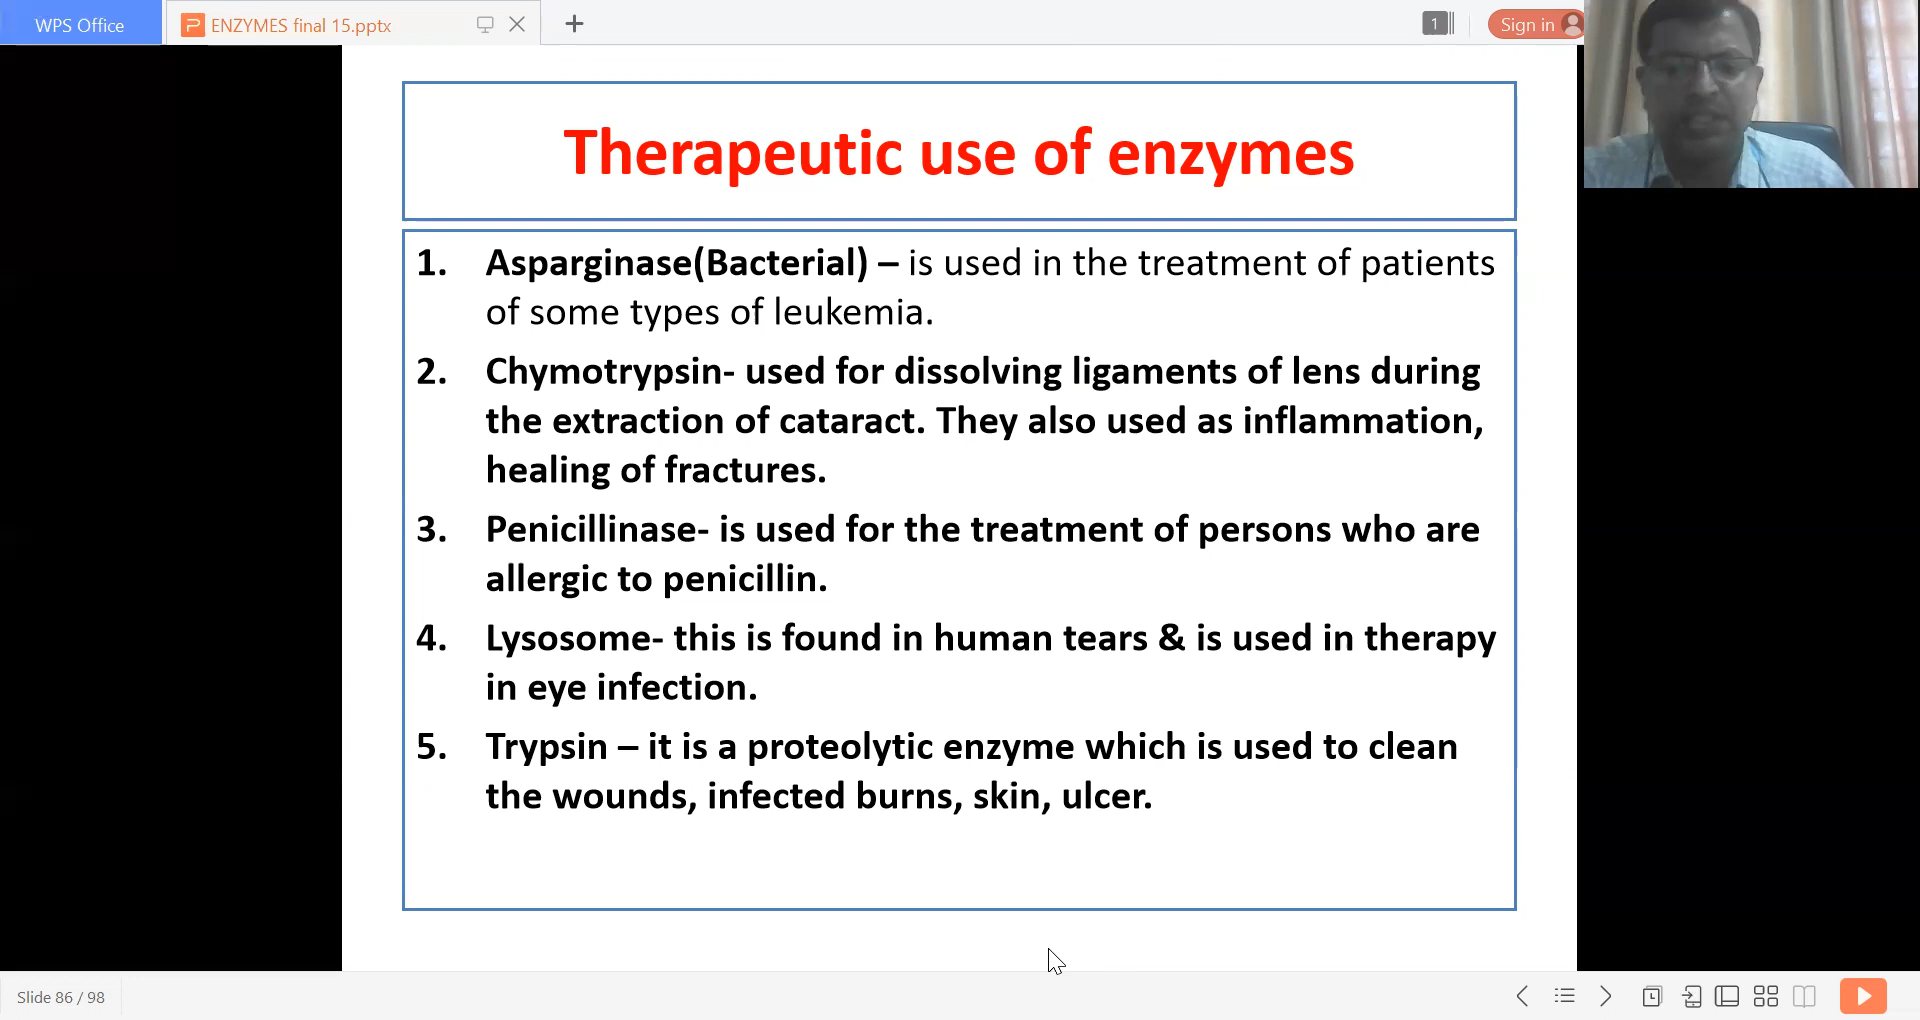 WPS Office
ENZYMES final 15.pptx
1
Sign in
Therapeutic use of enzymes
1. Asparginase(Bacterial) – is used in the treatment of patients
of some types of leukemia.
2. Chymotrypsin- used for dissolving ligaments of lens during
the extraction of cataract. They also used as inflammation,
healing of fractures.
3. Penicillinase- is used for the treatment of persons who are
allergic to penicillin.
4. Lysosome- this is found in human tears & is used in therapy
in eye infection.
5. Trypsin – it is a proteolytic enzyme which is used to clean
the wounds, infected burns, skin, ulcer.
Slide 86 / 98